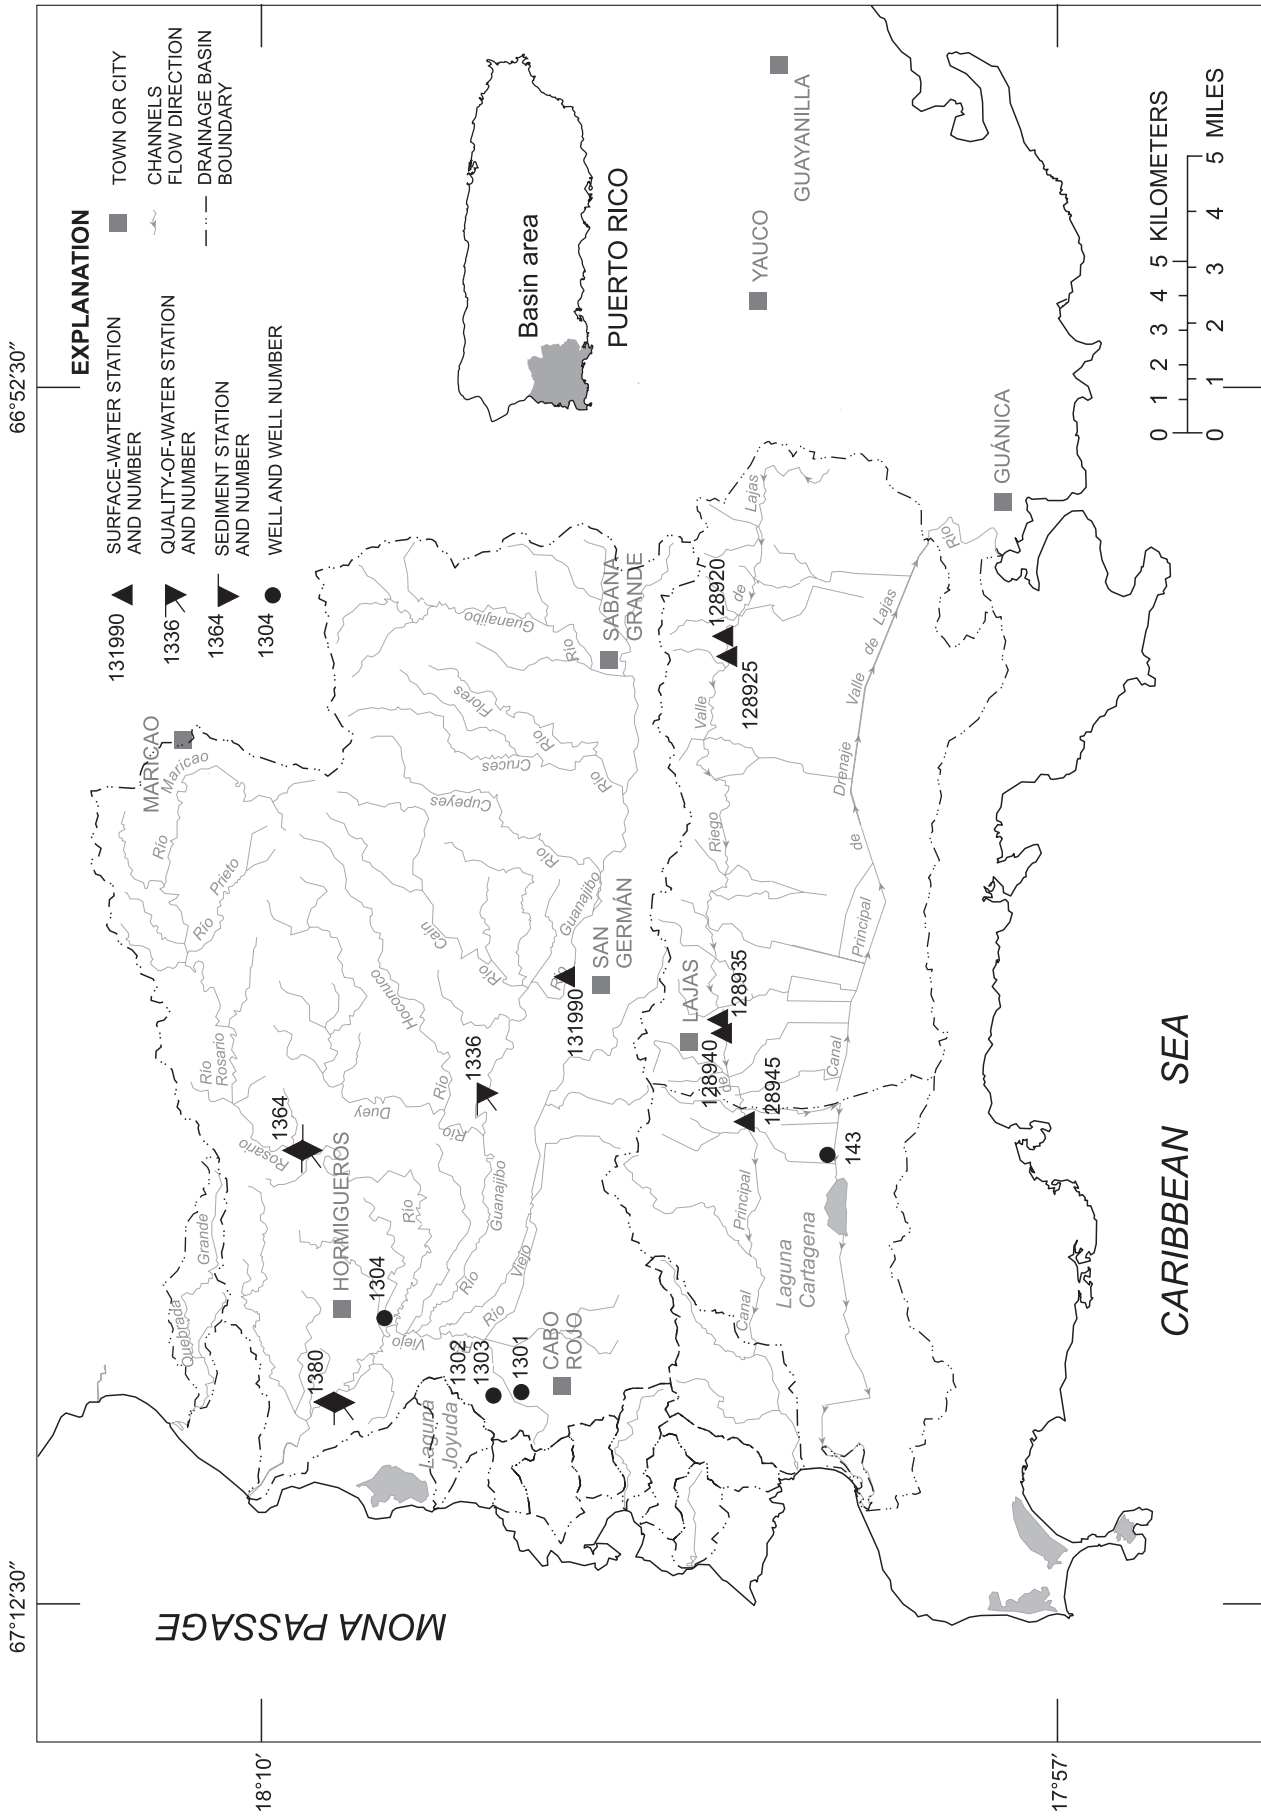 67°12′30″
66°52′30″
18°10′
17°57′
EXPLANATION
131990
SURFACE-WATER STATION
AND NUMBER
1336
QUALITY-OF-WATER STATION
AND NUMBER
1364
SEDIMENT STATION
AND NUMBER
1304
WELL AND WELL NUMBER
TOWN OR CITY
CHANNELS
FLOW DIRECTION
DRAINAGE BASIN
BOUNDARY
Basin area
PUERTO RICO
MONA PASSAGE
CARIBBEAN SEA
MARICAO
Maricao
Río
Prieto
Río
Río
Rosario
Rosario
1364
Quebrada
Grande
HORMIGUEROS
1380
1304
Río
Duey
Río
Hoconuco
Río
Caín
Río
Cupeyes
Río
Cruces
Río
Flores
Río
Guanajibo
Río
SABANA
GRANDE
1336
Guanajibo
Río
131990
SAN
GERMÁN
Guanajibo
Río
Viejo
Río
Viejo
1302
1303
1301
CABO
ROJO
Laguna
Joyuda
LAJAS
128940
128935
128945
128925
128920
de
Riego
Valle
de
Lajas
Canal
Principal
Laguna
Cartagena
143
Canal
Principal
de
Drenaje
Valle
de Lajas
Río
GUÁNICA
YAUCO
GUAYANILLA
0 1 2 3 4 5 KILOMETERS
0 1 2 3 4 5 MILES